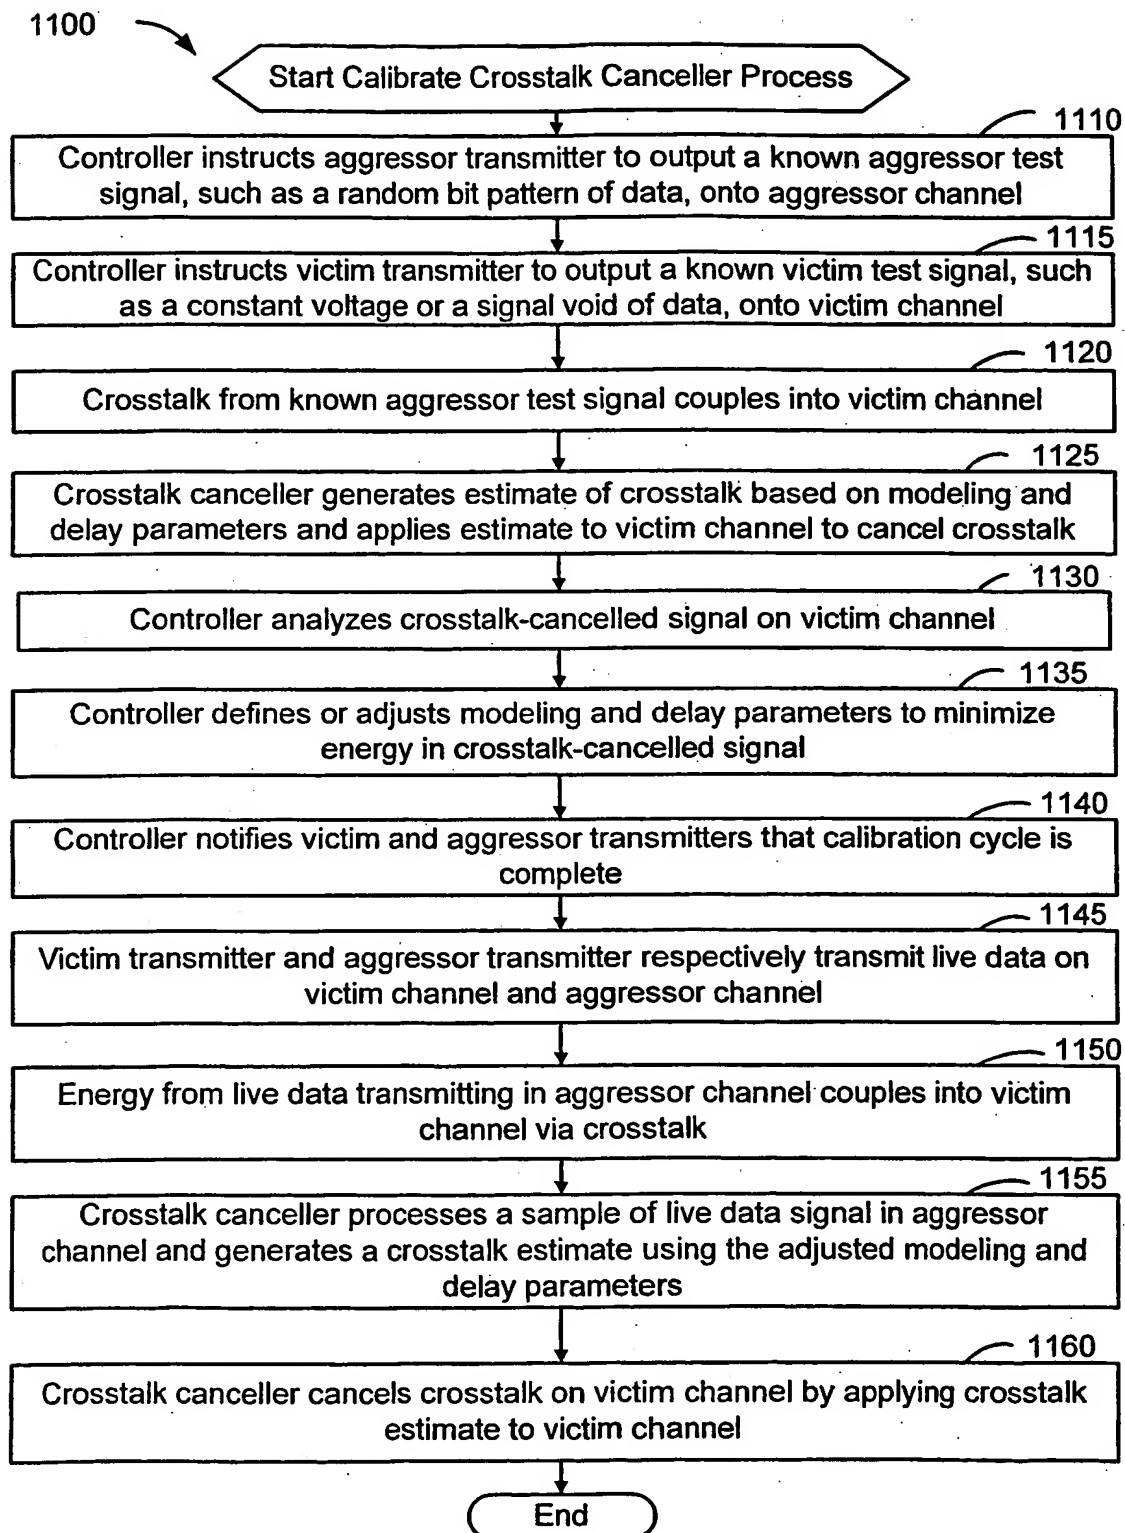 1100
Start Calibrate Crosstalk Canceller Process
1110
Controller instructs aggressor transmitter to output a known aggressor test
signal, such as a random bit pattern of data, onto aggressor channel
1115
Controller instructs victim transmitter to output a known victim test signal, such
as a constant voltage or a signal void of data, onto victim channel
1120
Crosstalk from known aggressor test signal couples into victim channel
1125
Crosstalk canceller generates estimate of crosstalk based on modeling and
delay parameters and applies estimate to victim channel to cancel crosstalk
1130
Controller analyzes crosstalk-cancelled signal on victim channel
1135
Controller defines or adjusts modeling and delay parameters to minimize
energy in crosstalk-cancelled signal
1140
Controller notifies victim and aggressor transmitters that calibration cycle is
complete
1145
Victim transmitter and aggressor transmitter respectively transmit live data on
victim channel and aggressor channel
1150
Energy from live data transmitting in aggressor channel couples into victim
channel via crosstalk
1155
Crosstalk canceller processes a sample of live data signal in aggressor
channel and generates a crosstalk estimate using the adjusted modeling and
delay parameters
1160
Crosstalk canceller cancels crosstalk on victim channel by applying crosstalk
estimate to victim channel
End